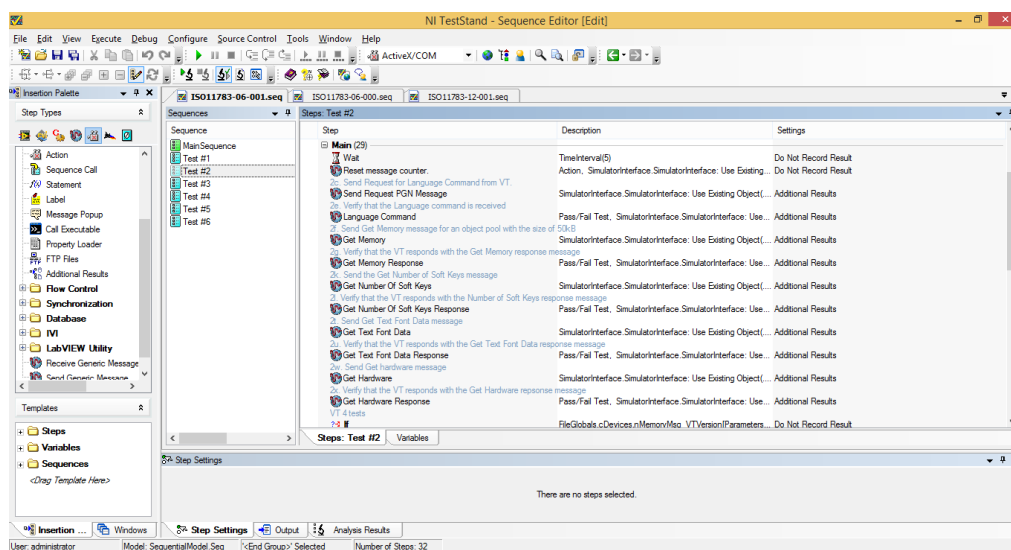 NI TestStand - Sequence Editor [Edit]
File Edit View Execute Debug Configure Source Control Tools Window Help
ActiveX/COM
Insertion Palette
ISO11783-06-001.seq ISO11783-06-000.seq ISO11783-12-001.seq
Step Types
Action
Sequence Call
Statement
Label
Message Popup
Call Executable
Property Loader
FTP Files
Additional Results
Flow Control
Synchronization
Database
IVI
LabVIEW Utility
Receive Generic Message
Send Generic Message
Templates
Steps
Variables
Sequences
<Drag Template Here>
Insertion ... Windows
Sequences
Sequence
MainSequence
Test #1
Test #2
Test #3
Test #4
Test #5
Test #6
Steps: Test #2
Step Description Settings
Main (29)
Wait TimeInterval(5) Do Not Record Result
Reset message counter. Action, SimulatorInterface.SimulatorInterface: Use Existing... Do Not Record Result
2c. Send Request for Language Command from VT.
Send Request PGN Message SimulatorInterface.SimulatorInterface: Use Existing Object(.... Additional Results
2e. Verify that the Language command is received
Language Command Pass/Fail Test, SimulatorInterface.SimulatorInterface: Use... Additional Results
2f. Send Get Memory message for an object pool with the size of 50kB
Get Memory SimulatorInterface.SimulatorInterface: Use Existing Object(.... Additional Results
2g. Verify that the VT responds with the Get Memory response message
Get Memory Response Pass/Fail Test, SimulatorInterface.SimulatorInterface: Use... Additional Results
2k. Send the Get Number of Soft Keys message
Get Number Of Soft Keys SimulatorInterface.SimulatorInterface: Use Existing Object(.... Additional Results
2l. Verify that the VT responds with the Number of Soft Keys response message
Get Number Of Soft Keys Response Pass/Fail Test, SimulatorInterface.SimulatorInterface: Use... Additional Results
2t. Send Get Text Font Data message
Get Text Font Data SimulatorInterface.SimulatorInterface: Use Existing Object(.... Additional Results
2u. Verify that the VT responds with the Get Text Font Data response message
Get Text Font Data Response Pass/Fail Test, SimulatorInterface.SimulatorInterface: Use... Additional Results
2w. Send Get hardware message
Get Hardware SimulatorInterface.SimulatorInterface: Use Existing Object(.... Additional Results
2x. Verify that the VT responds with the Get Hardware repsonse message
Get Hardware Response Pass/Fail Test, SimulatorInterface.SimulatorInterface: Use... Additional Results
VT 4 tests
If FileGlobals.cDevices.nMemoryMsg_VTVersion(Parameters... Do Not Record Result
Steps: Test #2 Variables
Step Settings
There are no steps selected.
Step Settings Output Analysis Results
User: administrator Model: SequentialModel.Seq '<End Group>' Selected Number of Steps: 32